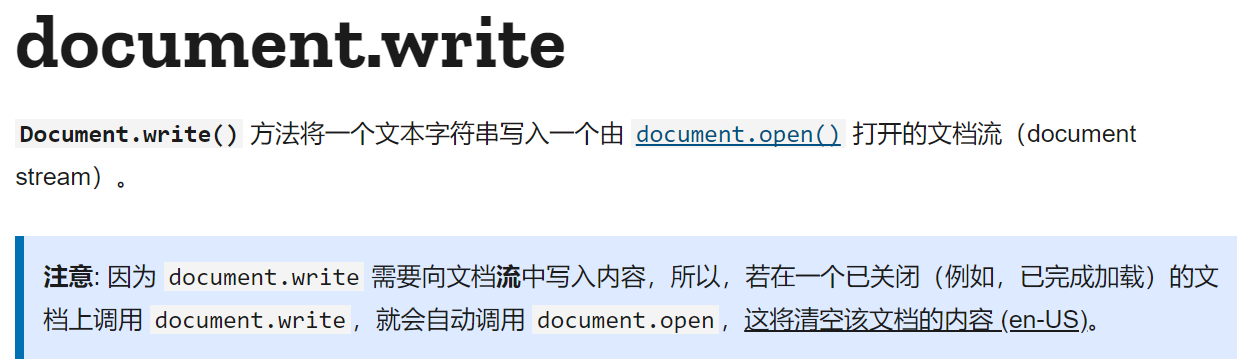 document.write
Document.write() 方法将一个文本字符串写入一个由 document.open() 打开的文档流（document
stream）。
注意: 因为 document.write 需要向文档流中写入内容，所以，若在一个已关闭（例如，已完成加载）的文
档上调用 document.write，就会自动调用 document.open，这将清空该文档的内容 (en-US)。